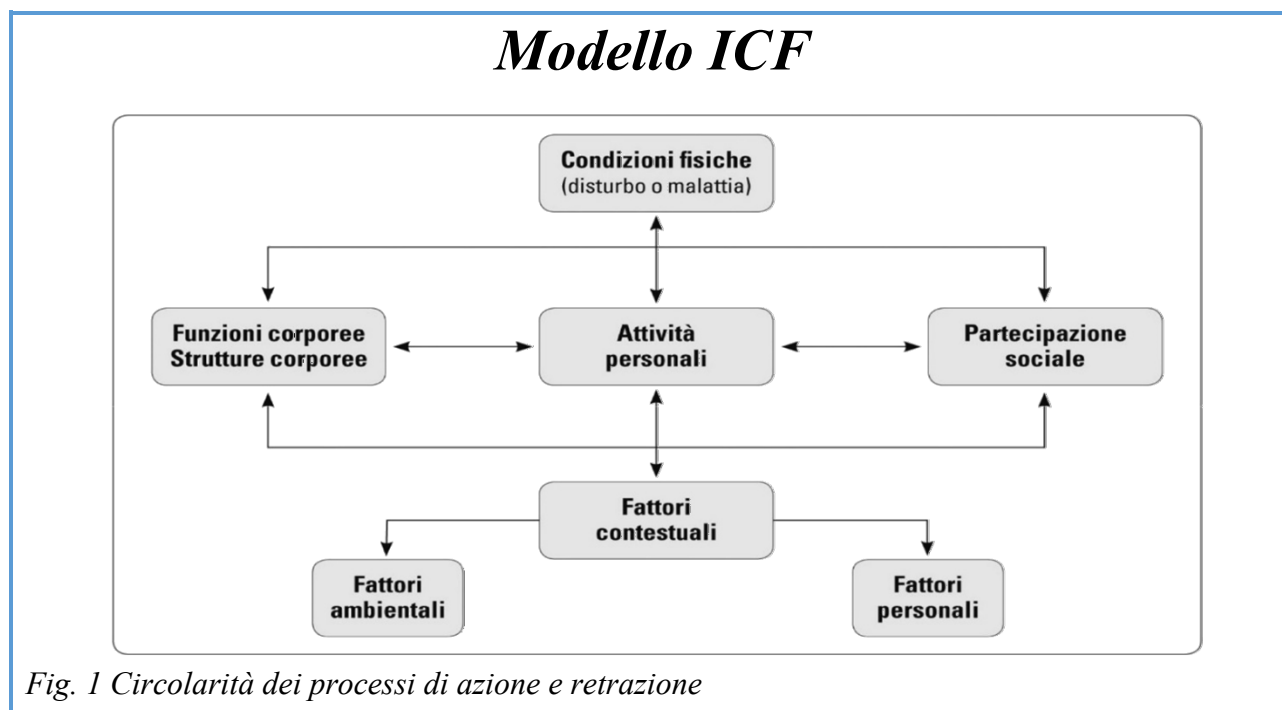 Modello ICF
Condizioni fisiche
(disturbo o malattia)
Funzioni corporee
Strutture corporee
Attività
personali
Partecipazione
sociale
Fattori
contestuali
Fattori
ambientali
Fattori
personali
Fig. 1 Circolarità dei processi di azione e retrazione